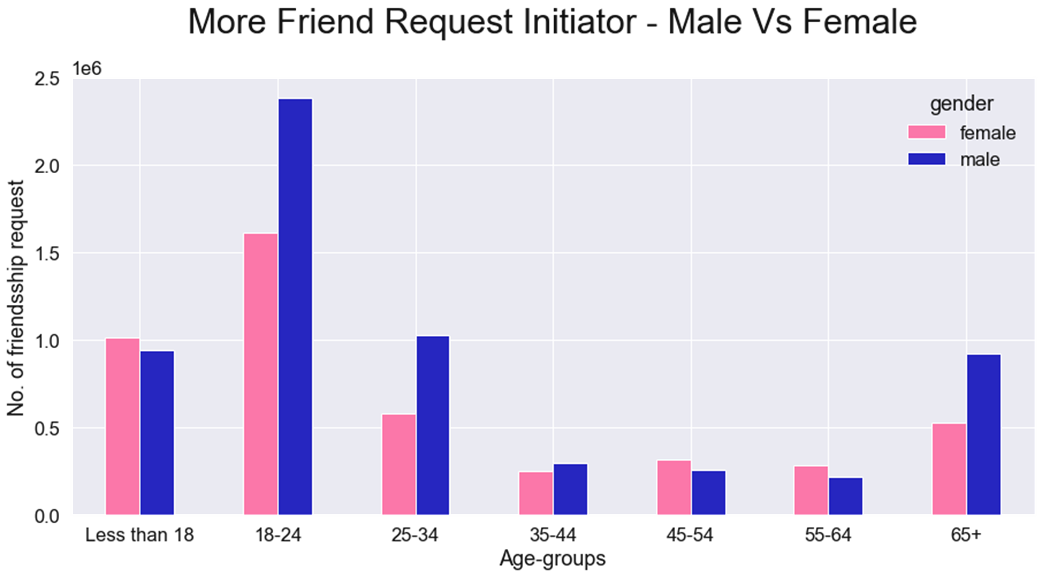 More Friend Request Initiator - Male Vs Female
1e6
2.5
2.0
1.5
1.0
0.5
0.0
No. of friendsship request
gender
female
male
Less than 18 18-24 25-34 35-44 45-54 55-64 65+
Age-groups